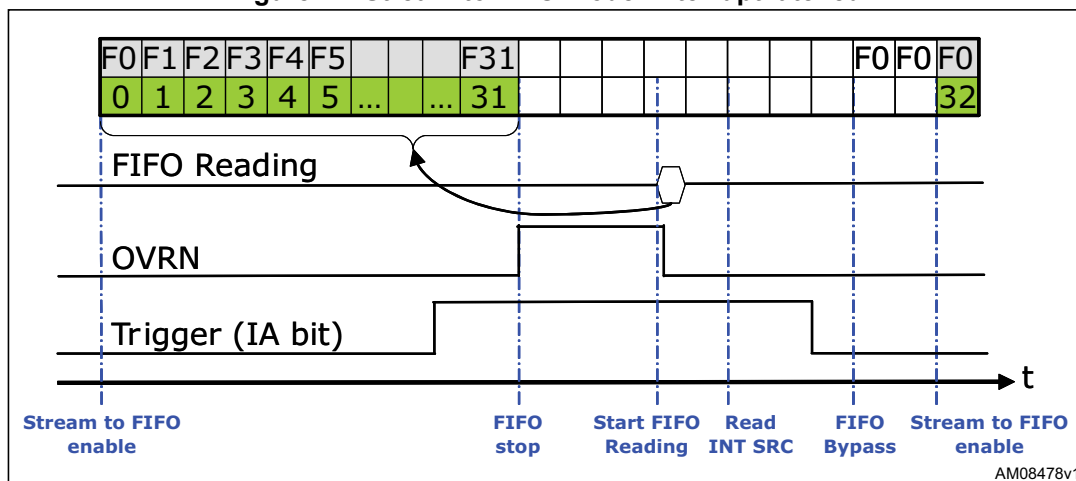 F0 F1 F2 F3 F4 F5 F31 F0 F0 F0
0 1 2 3 4 5 ... ... 31 32
FIFO Reading
OVRN
Trigger (IA bit)
t
Stream to FIFO enable
FIFO stop
Start FIFO Reading
Read INT SRC
FIFO Bypass
Stream to FIFO enable
AM08478v1